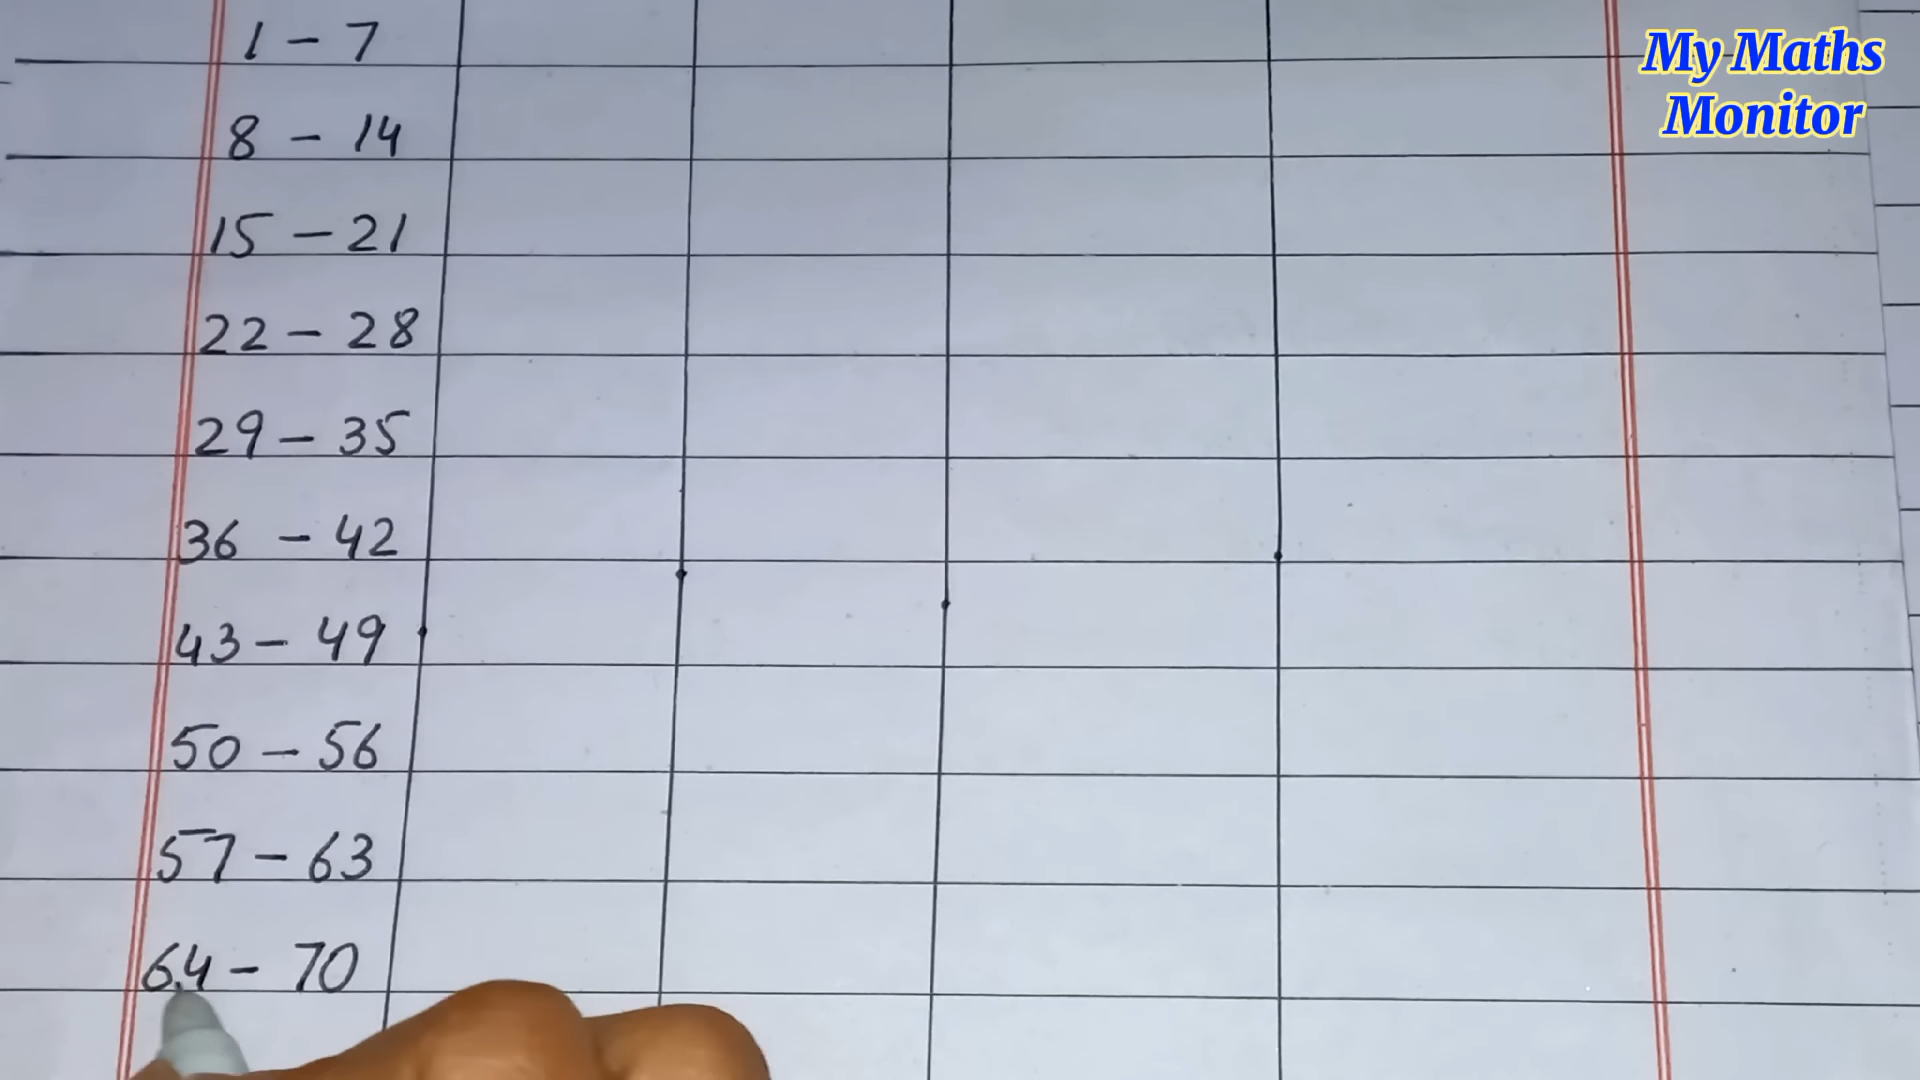 1 - 7
8 - 14
15 - 21
22 - 28
29 - 35
36 - 42
43 - 49
50 - 56
57 - 63
64 - 70
My Maths
Monitor